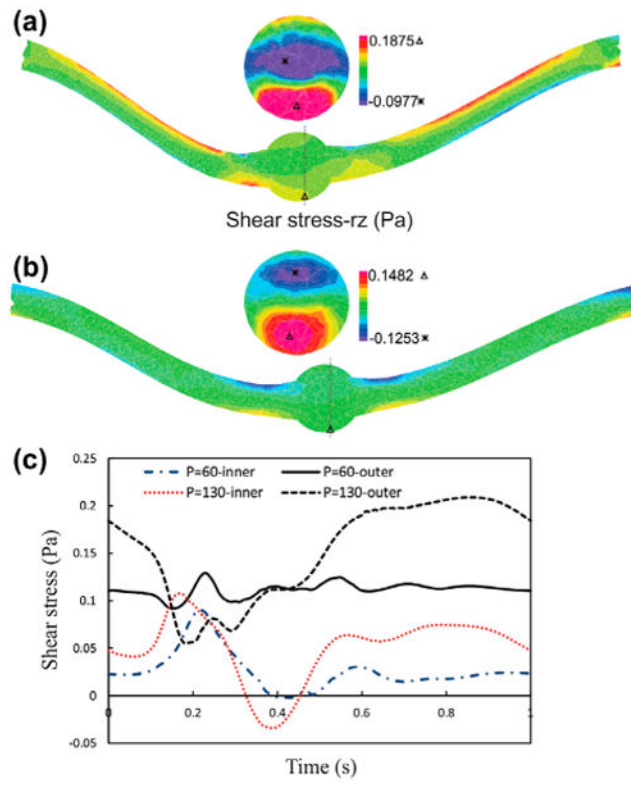 (a)
0.1875
-0.0977
Shear stress-rz (Pa)
(b)
0.1482
-0.1253
(c)
0.25
P=60-inner
P=60-outer
P=130-inner
P=130-outer
0.2
0.15
0.1
0.05
0
-0.05
Shear stress (Pa)
0
0.2
0.4
0.6
0.8
1
Time (s)